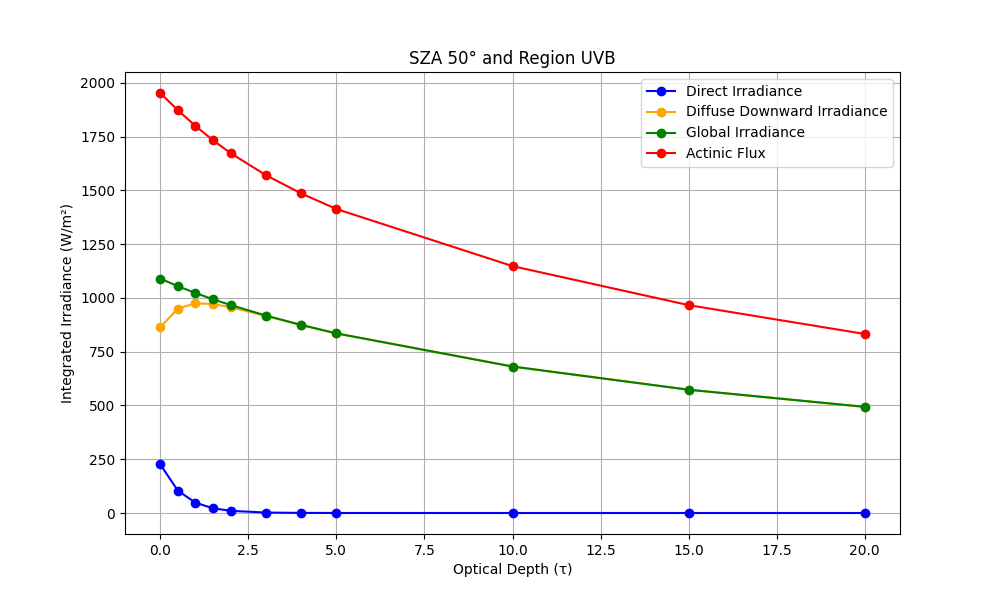 SZA 50° and Region UVB
Integrated Irradiance (W/m²)
2000
1750
1500
1250
1000
750
500
250
0
Direct Irradiance
Diffuse Downward Irradiance
Global Irradiance
Actinic Flux
0.0 2.5 5.0 7.5 10.0 12.5 15.0 17.5 20.0
Optical Depth (τ)